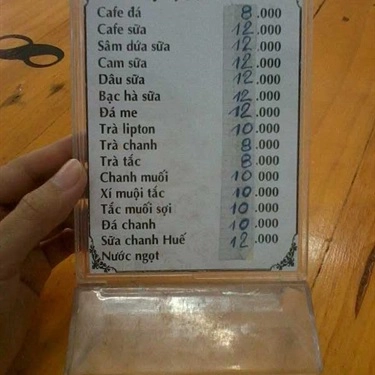 Cafe đá 8.000
Cafe sữa 12.000
Sâm dứa sữa 12.000
Cam sữa 12.000
Dâu sữa 12.000
Bạc hà sữa 12.000
Đá me 12.000
Trà lipton 10.000
Trà chanh 8.000
Trà tắc 8.000
Chanh muối 10.000
Xí muội tắc 10.000
Tắc muối sợi 10.000
Đá chanh 10.000
Sữa chanh Huế 12.000
Nước ngọt